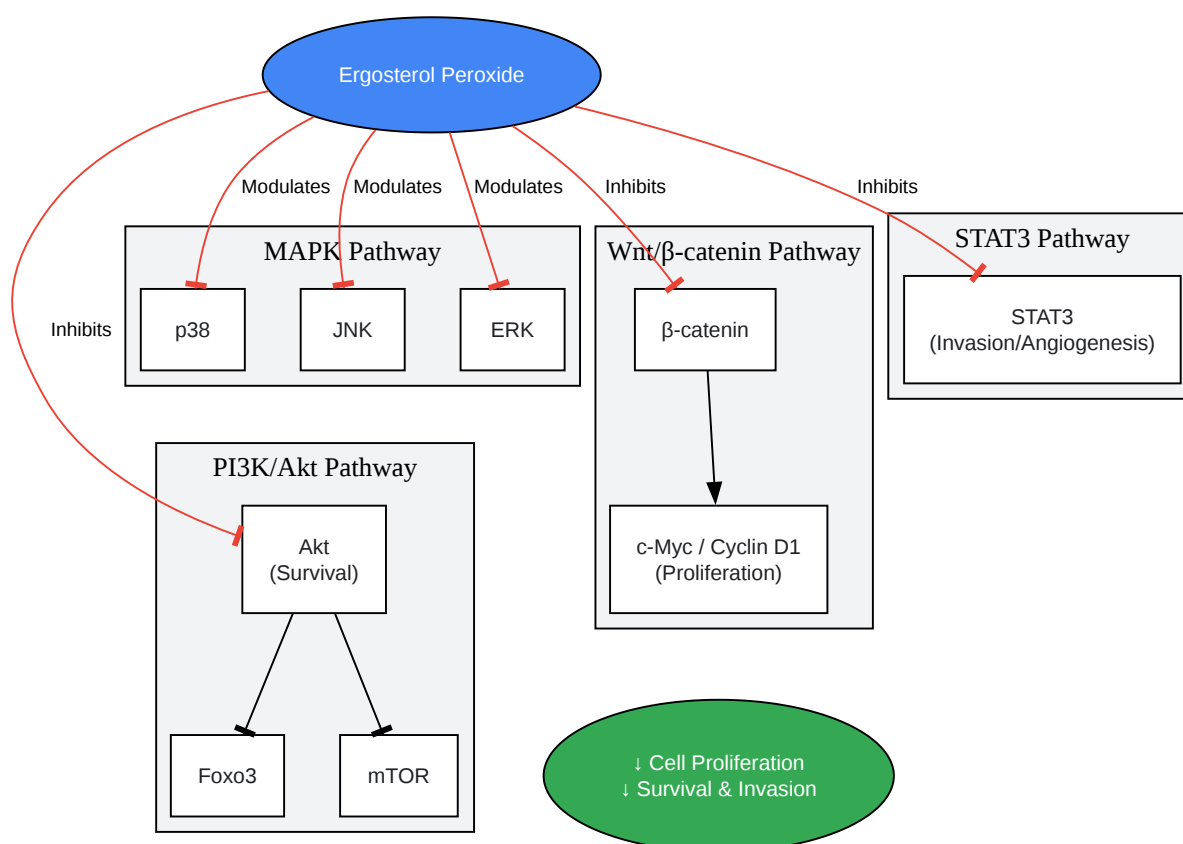 Ergosterol Peroxide
Modulates
Modulates
Modulates
Inhibits
Inhibits
Inhibits
MAPK Pathway
p38
JNK
ERK
Wnt/β-catenin Pathway
β-catenin
c-Myc / Cyclin D1
(Proliferation)
STAT3 Pathway
STAT3
(Invasion/Angiogenesis)
PI3K/Akt Pathway
Akt
(Survival)
Foxo3
mTOR
↓ Cell Proliferation
↓ Survival & Invasion